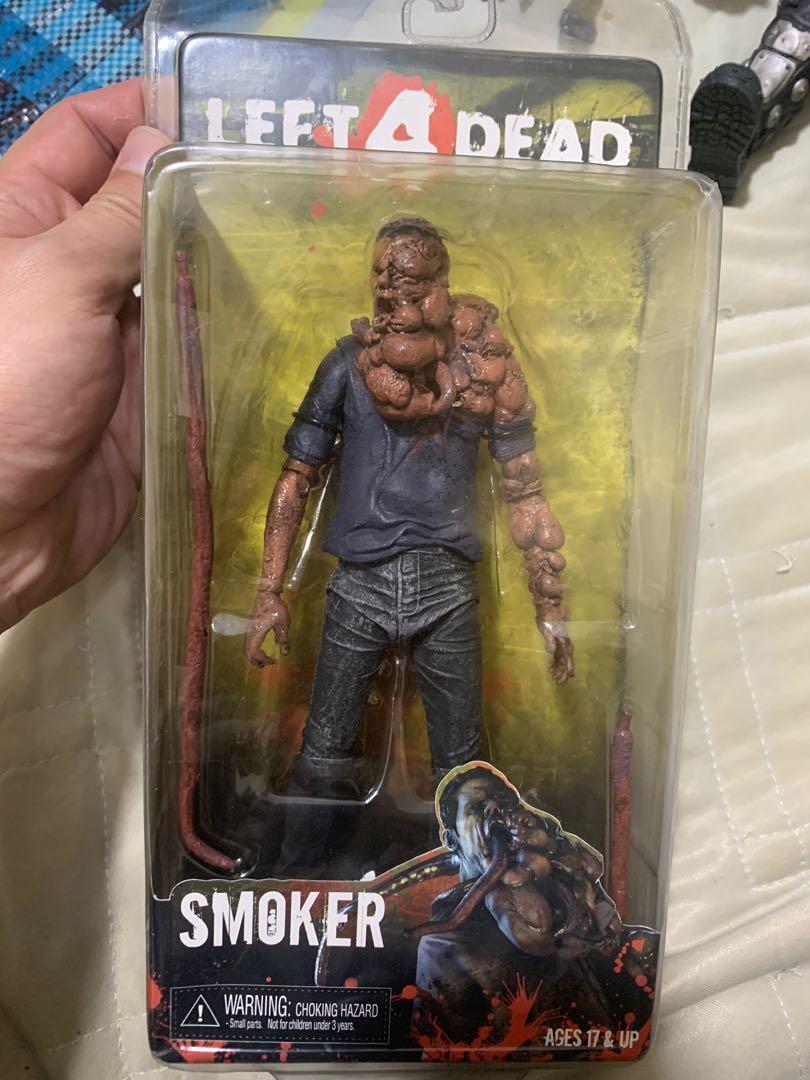 LEFT 4 DEAD
SMOKER
WARNING: CHOKING HAZARD
- Small parts. Not for children under 3 years.
AGES 17 & UP